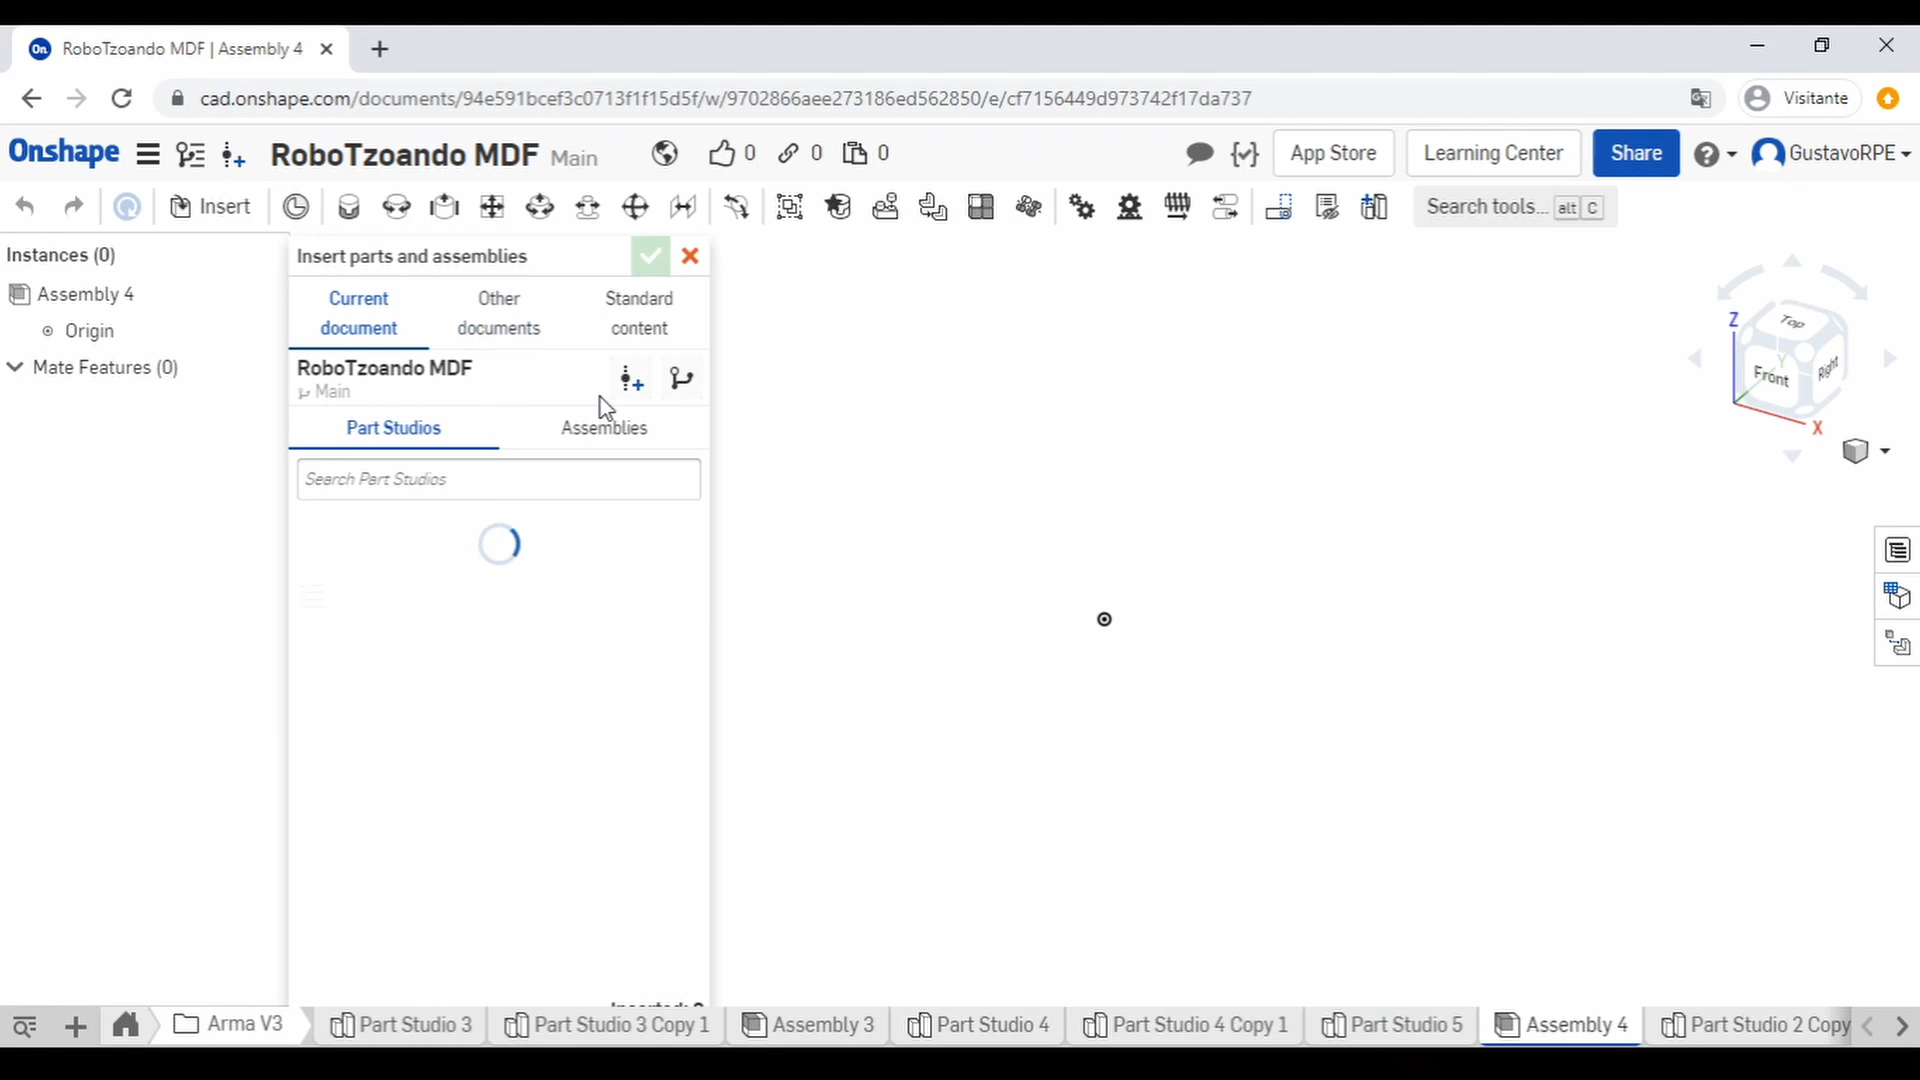 RoboTzoando MDF | Assembly 4
cad.onshape.com/documents/94e591bcef3c0713f1f15d5f/w/9702866aee273186ed562850/e/cf7156449d973742f17da737
Visitante
Onshape
RoboTzoando MDF Main
0 0 0
App Store
Learning Center
Share
GustavoRPE
Insert
Search tools... alt C
Instances (0)
Assembly 4
Origin
Mate Features (0)
Insert parts and assemblies
Current document
Other documents
Standard content
RoboTzoando MDF
Main
Part Studios
Assemblies
Search Part Studios
Top
Front
Right
Z
Y
X
Arma V3
Part Studio 3
Part Studio 3 Copy 1
Assembly 3
Part Studio 4
Part Studio 4 Copy 1
Part Studio 5
Assembly 4
Part Studio 2 Copy